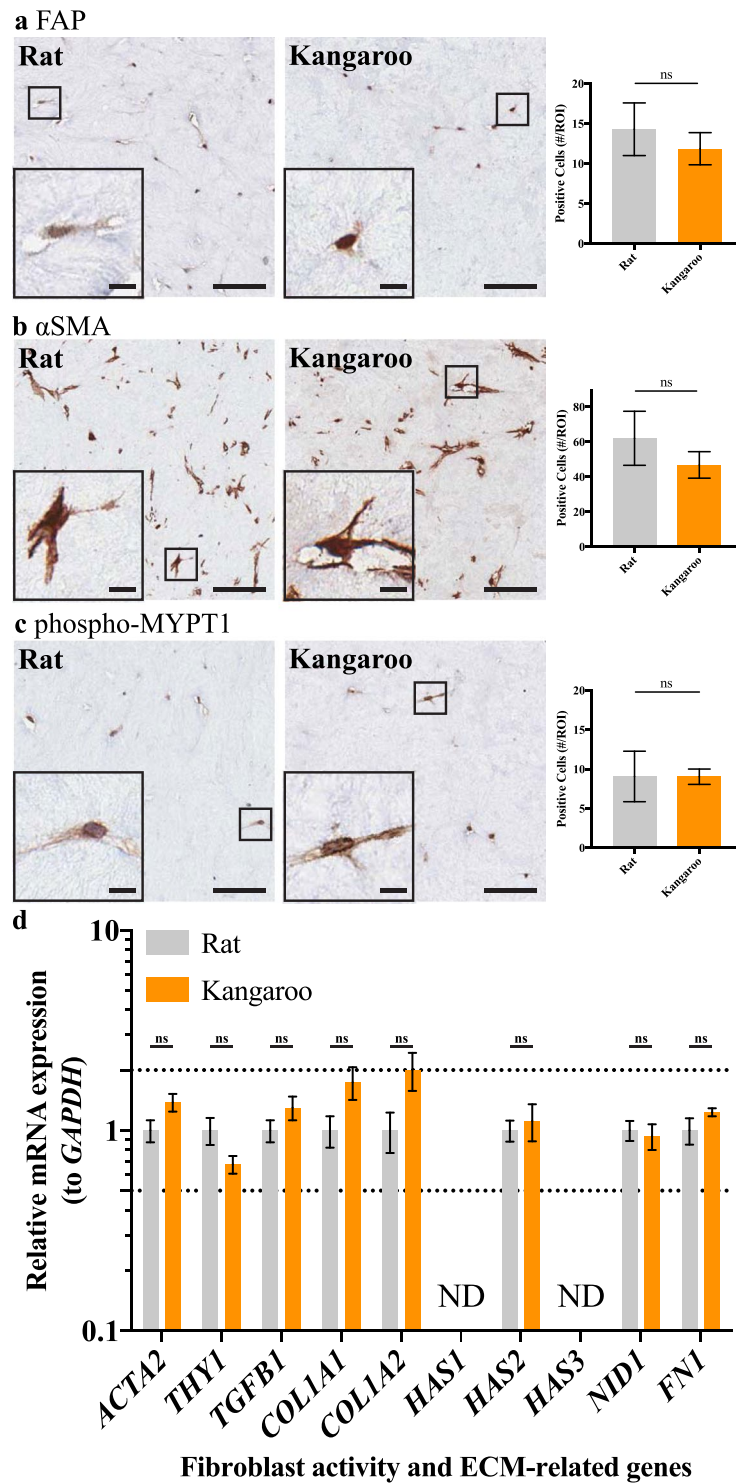 a FAP
Rat
Kangaroo
Positive Cells (#/ROI)
20
15
10
5
0
ns
Rat
Kangaroo
b αSMA
Rat
Kangaroo
Positive Cells (#/ROI)
80
60
40
20
0
ns
Rat
Kangaroo
c phospho-MYPT1
Rat
Kangaroo
Positive Cells (#/ROI)
20
15
10
5
0
ns
Rat
Kangaroo
d
Relative mRNA expression
(to GAPDH)
10
1
0.1
Rat
Kangaroo
ns ns ns ns ns ns ns ns
ND ND
ACTA2 THY1 TGFB1 COL1A1 COL1A2 HAS1 HAS2 HAS3 NID1 FN1
Fibroblast activity and ECM-related genes